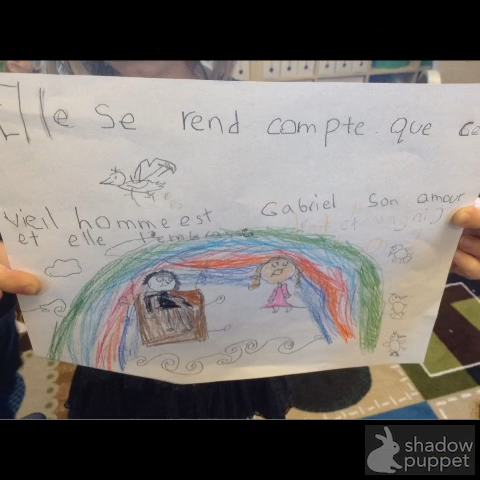 Elle se rend compte que ce
vieil homme est Gabriel son amour
et elle
shadow
puppet